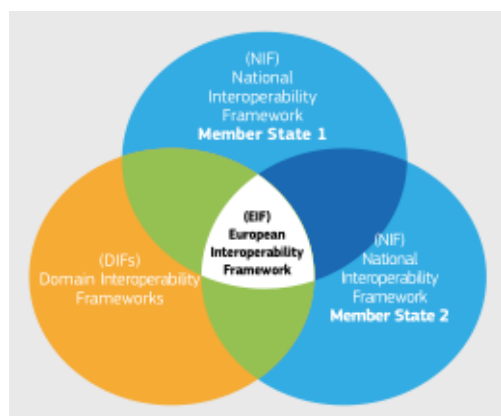 (NIF)
National
Interoperability
Framework
Member State 1
(EIF)
European
Interoperability
Framework
(DIFs)
Domain Interoperability
Frameworks
(NIF)
National
Interoperability
Framework
Member State 2